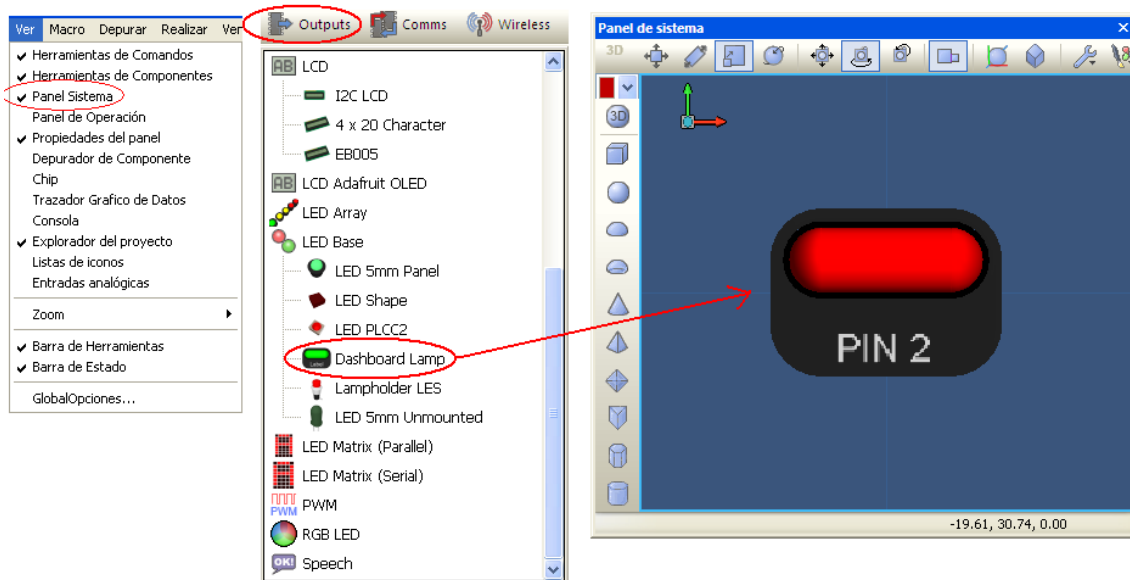 Ver Macro Depurar Realizar Ver
Herramientas de Comandos
Herramientas de Componentes
Panel Sistema
Panel de Operación
Propiedades del panel
Depurador de Componente
Chip
Trazador Grafico de Datos
Consola
Explorador del proyecto
Listas de iconos
Entradas analógicas
Zoom
Barra de Herramientas
Barra de Estado
GlobalOpciones...
Outputs Comms Wireless
AB LCD
I2C LCD
4 x 20 Character
EB005
AB LCD Adafruit OLED
LED Array
LED Base
LED 5mm Panel
LED Shape
LED PLCC2
Dashboard Lamp
Lampholder LES
LED 5mm Unmounted
LED Matrix (Parallel)
LED Matrix (Serial)
PWM PWM
RGB LED
OK! Speech
Panel de sistema
3D
3D
PIN 2
-19.61, 30.74, 0.00